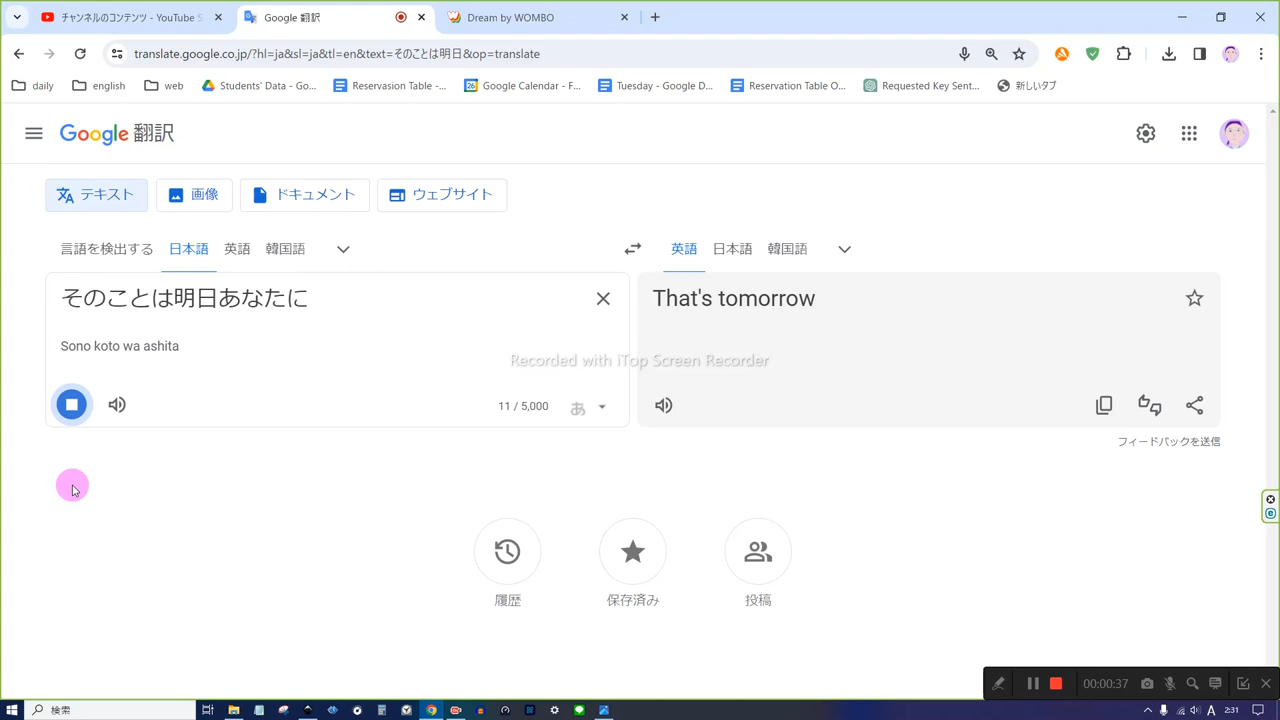 チャンネルのコンテンツ - YouTube S
Google 翻訳
Dream by WOMBO
translate.google.co.jp/?hl=ja&sl=ja&tl=en&text=そのことは明日&op=translate
daily
english
web
Students' Data - Go...
Reservasion Table -...
Google Calendar - F...
Tuesday - Google D...
Reservation Table O...
Requested Key Sent...
新しいタブ
Google 翻訳
テキスト
画像
ドキュメント
ウェブサイト
言語を検出する
日本語
英語
韓国語
英語
日本語
韓国語
そのことは明日あなたに
That's tomorrow
Sono koto wa ashita
Recorded with iTop Screen Recorder
11 / 5,000
あ
フィードバックを送信
履歴
保存済み
投稿
00:00:37
検索
A
2:31